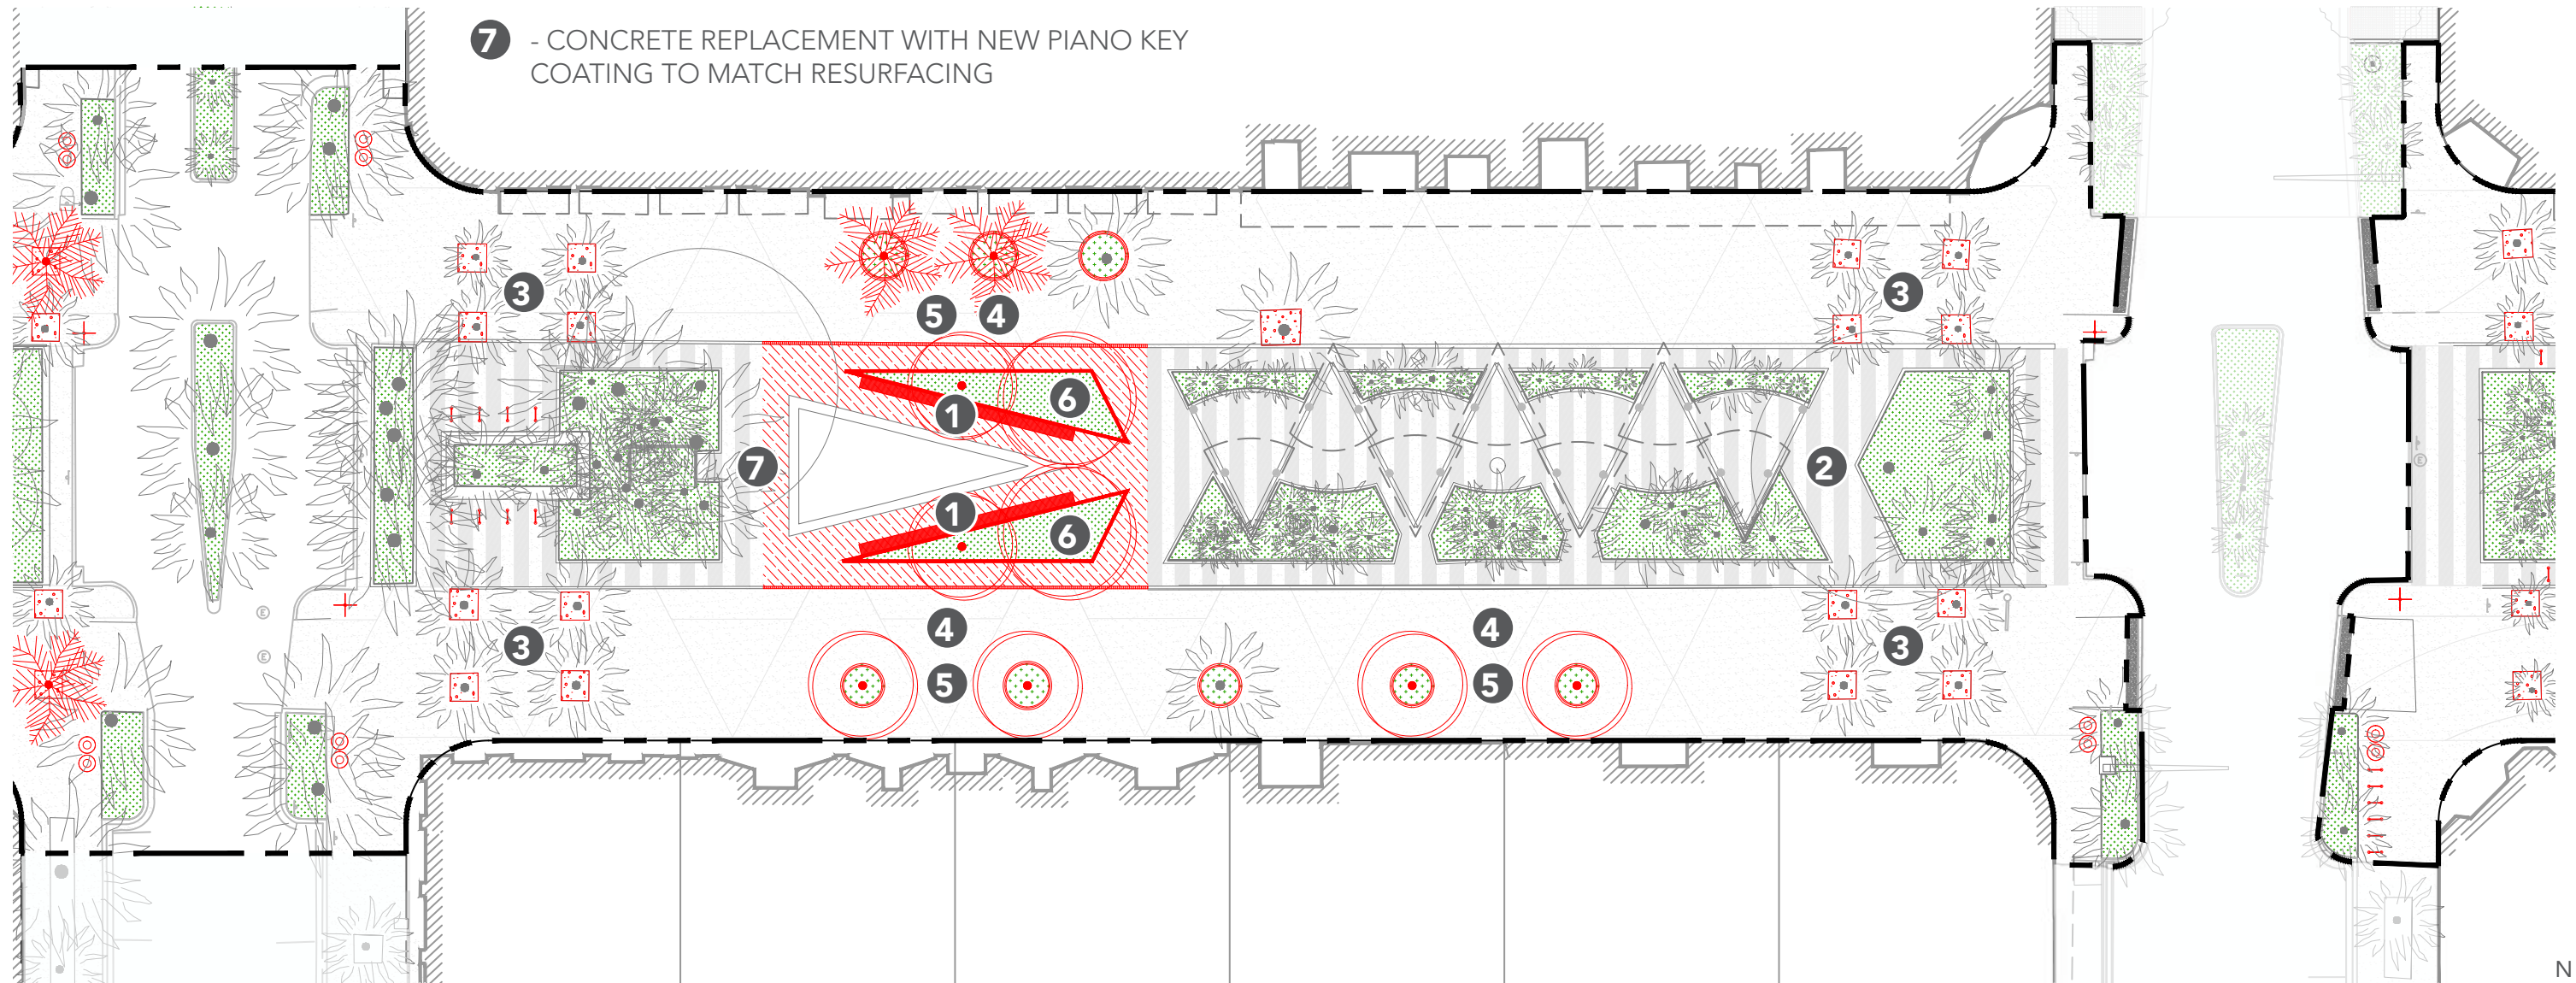 7 - CONCRETE REPLACEMENT WITH NEW PIANO KEY
COATING TO MATCH RESURFACING
3
3
5 4
1
6
7
2
1
6
3
4
4
3
5
5
E
E
E
N